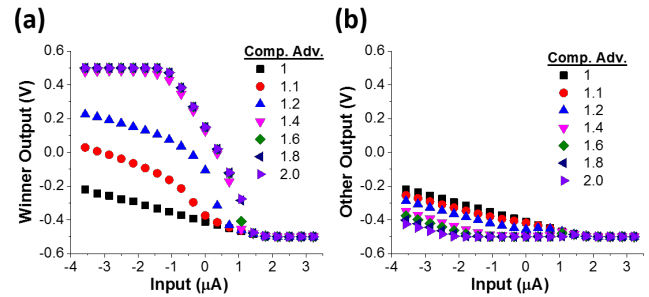 (a)
Comp. Adv.
1
1.1
1.2
1.4
1.6
1.8
2.0
Winner Output (V)
0.6
0.4
0.2
0.0
-0.2
-0.4
-0.6
-4 -3 -2 -1 0 1 2 3
Input (μA)
(b)
Comp. Adv.
1
1.1
1.2
1.4
1.6
1.8
2.0
Other Output (V)
0.6
0.4
0.2
0.0
-0.2
-0.4
-0.6
-4 -3 -2 -1 0 1 2 3
Input (μA)